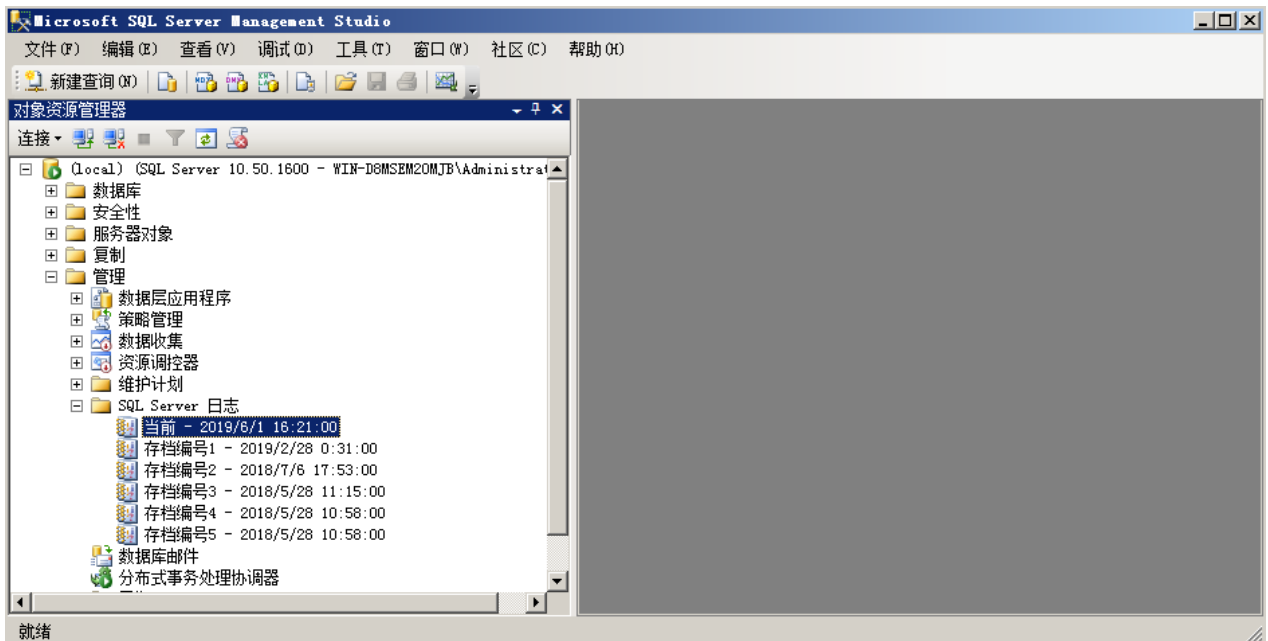 Microsoft SQL Server Management Studio
文件(F) 编辑(E) 查看(V) 调试(D) 工具(T) 窗口(W) 社区(C) 帮助(H)
新建查询(N)
对象资源管理器
连接
(local) (SQL Server 10.50.1600 - WIN-D8MSEM20MJB\Administrat
数据库
安全性
服务器对象
复制
管理
数据层应用程序
策略管理
数据收集
资源调控器
维护计划
SQL Server 日志
当前 - 2019/6/1 16:21:00
存档编号1 - 2019/2/28 0:31:00
存档编号2 - 2018/7/6 17:53:00
存档编号3 - 2018/5/28 11:15:00
存档编号4 - 2018/5/28 10:58:00
存档编号5 - 2018/5/28 10:58:00
数据库邮件
分布式事务处理协调器
就绪